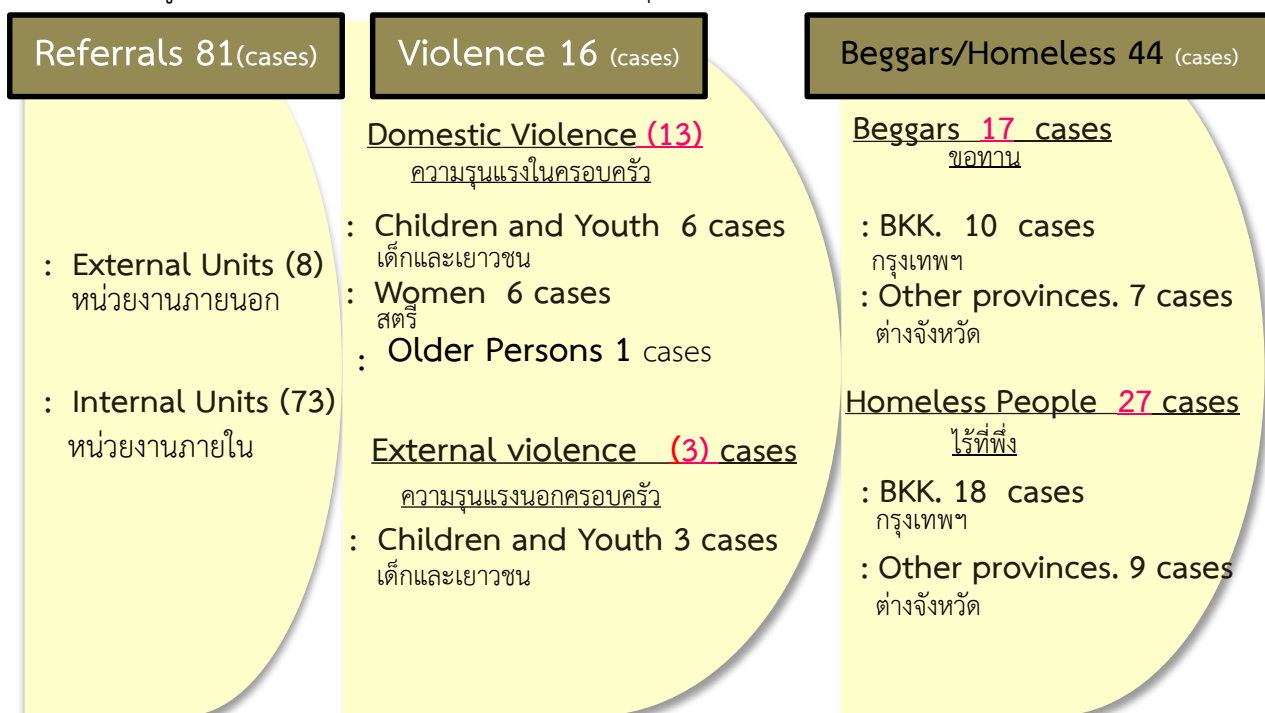 Referrals 81(cases)
: External Units (8)
หน่วยงานภายนอก
: Internal Units (73)
หน่วยงานภายใน
Violence 16 (cases)
Domestic Violence (13)
ความรุนแรงในครอบครัว
: Children and Youth 6 cases
เด็กและเยาวชน
: Women 6 cases
สตรี
: Older Persons 1 cases
External violence (3) cases
ความรุนแรงนอกครอบครัว
: Children and Youth 3 cases
เด็กและเยาวชน
Beggars/Homeless 44 (cases)
Beggars 17 cases
ขอทาน
: BKK. 10 cases
กรุงเทพฯ
: Other provinces. 7 cases
ต่างจังหวัด
Homeless People 27 cases
ไร้ที่พึ่ง
: BKK. 18 cases
กรุงเทพฯ
: Other provinces. 9 cases
ต่างจังหวัด